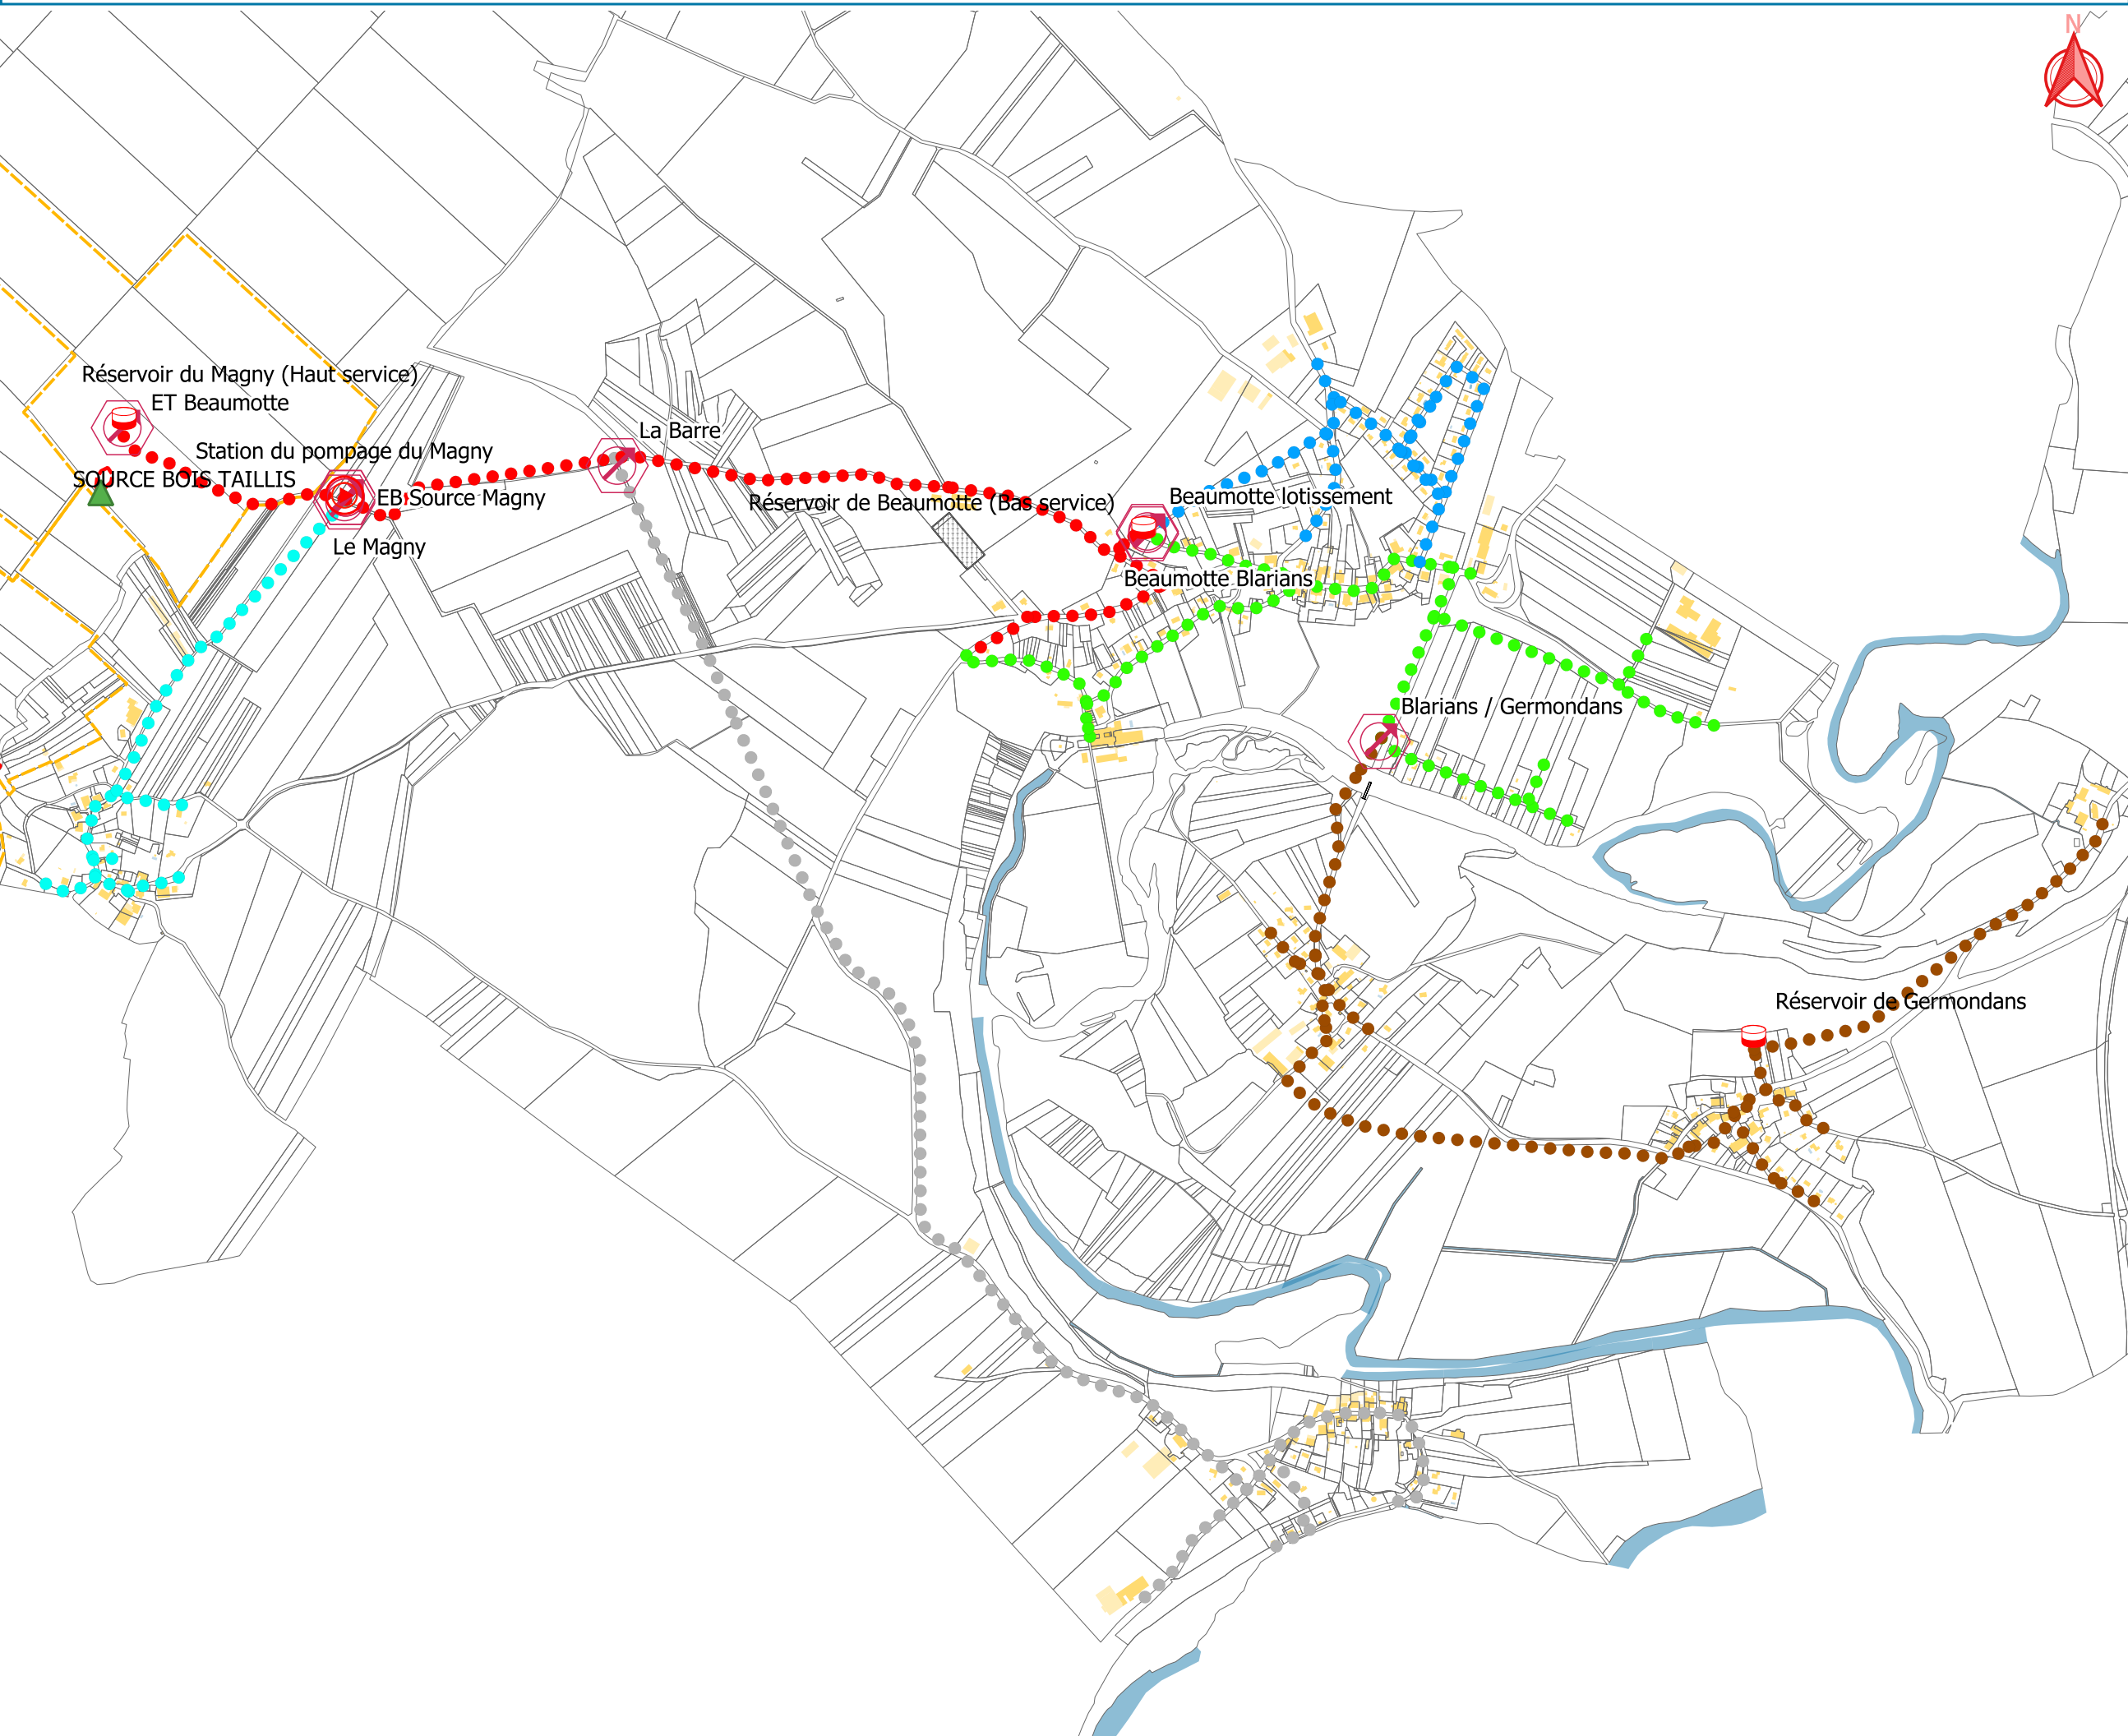 N
Réservoir du Magny (Haut service)
ET Beaumotte
La Barre
Station du pompage du Magny
SOURCE BOIS TAILLIS
EB Source Magny
Réservoir de Beaumotte (Bas service)
Beaumotte lotissement
Le Magny
Beaumotte Blarians
Blarians / Germondans
Réservoir de Germondans